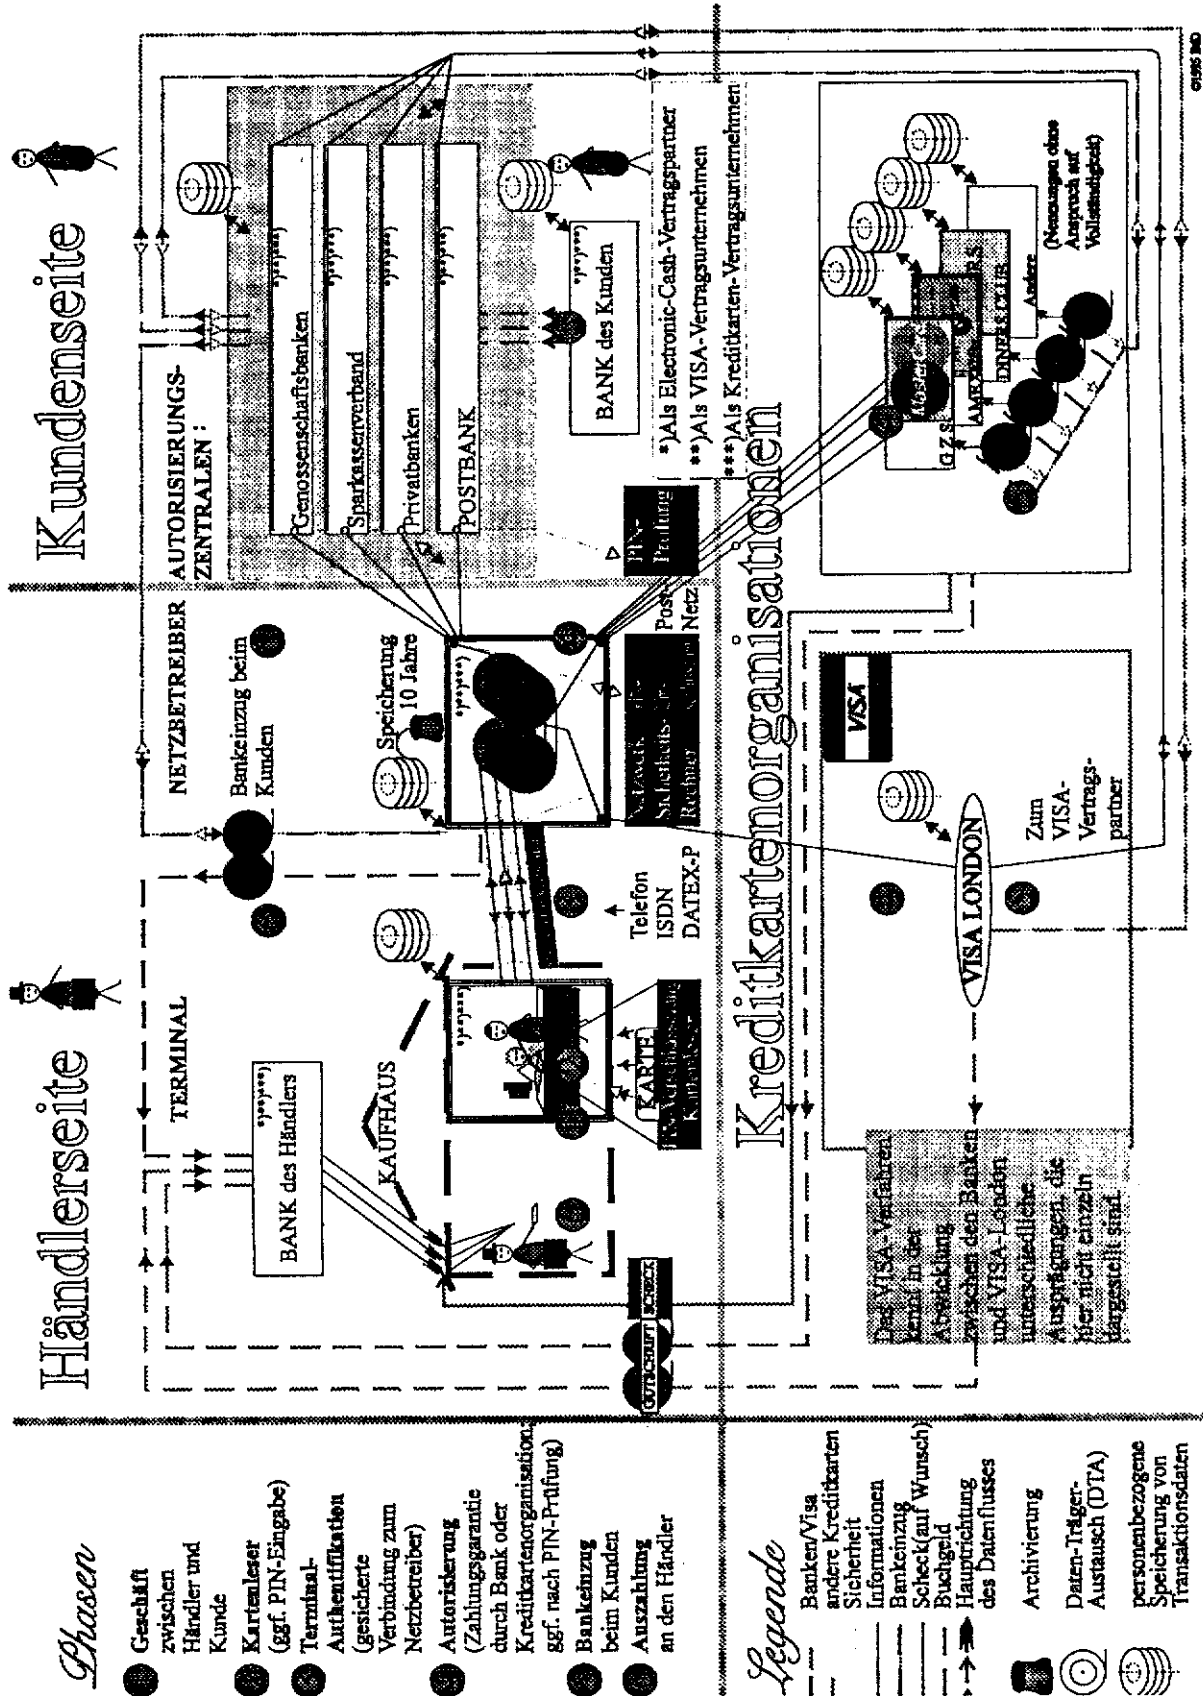 Händlerseite
Kundenseite
TERMINAL
NETZBETREIBER
AUTORISIERUNGS-
ZENTRALEN :
BANK des Händlers
*)**)***)
KAUFHAUS
Bankeinzug beim
Kunden
Speicherung
10 Jahre
*)**)***)
*)**)***)
KARTE
Telefon
ISDN
DATEX-P
Post
Netz
PIN-
Prüfung
Genossenschaftsbanken
*)**)***)
Sparkassenverband
*)**)***)
Privatbanken
*)**)***)
POSTBANK
*)**)***)
BANK des Kunden
*)**)***)
*)Als Electronic-Cash-Vertragspartner
**)Als VISA-Vertragsunternehmen
***)Als Kreditkarten-Vertragsunternehmen
GUTSCHRIFT
SCHECK
Kreditkartenorganisationen
Das VISA-Verfahren
kennt in der
Abwicklung
zwischen den Banken
und VISA-London
unterschiedliche
Ausprägungen, die
hier nicht einzeln
dargestellt sind.
VISA LONDON
VISA
Zum
VISA-
Vertrags-
partner
GZS
DINERS CLUB
Andere
(Nennungen ohne
Anspruch auf
Vollständigkeit)
Phasen
Geschäft
zwischen
Händler und
Kunde
Kartenleser
(ggf. PIN-Eingabe)
Terminal-
Authentifikation
(gesicherte
Verbindung zum
Netzbetreiber)
Autorisierung
(Zahlungsgarantie
durch Bank oder
Kreditkartenorganisation,
ggf. nach PIN-Prüfung)
Bankeinzug
beim Kunden
Auszahlung
an den Händler
Legende
Banken/Visa
andere Kreditkarten
Sicherheit
Informationen
Bankeinzug
Scheck(auf Wunsch)
Buchgeld
Hauptrichtung
des Datenflusses
Archivierung
Daten-Träger-
Austausch (DTA)
personenbezogene
Speicherung von
Transaktionsdaten